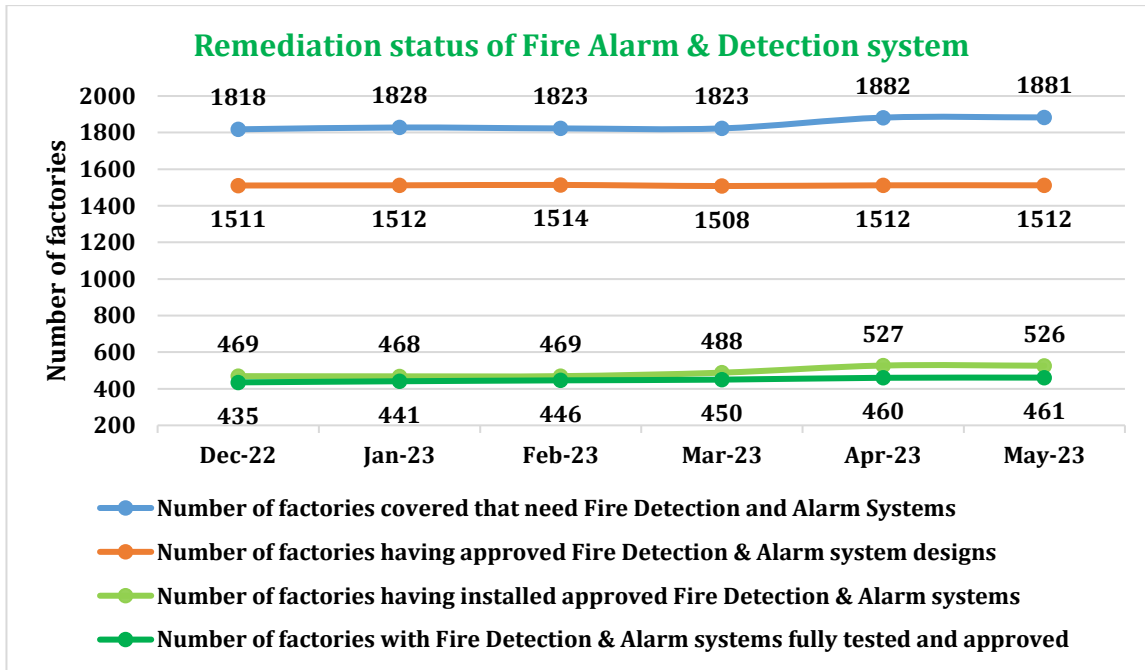 Remediation status of Fire Alarm & Detection system
Number of factories
2000
1800
1600
1400
1200
1000
800
600
400
200
1818 1828 1823 1823 1882 1881
1511 1512 1514 1508 1512 1512
469 468 469 488 527 526
435 441 446 450 460 461
Dec-22 Jan-23 Feb-23 Mar-23 Apr-23 May-23
Number of factories covered that need Fire Detection and Alarm Systems
Number of factories having approved Fire Detection & Alarm system designs
Number of factories having installed approved Fire Detection & Alarm systems
Number of factories with Fire Detection & Alarm systems fully tested and approved